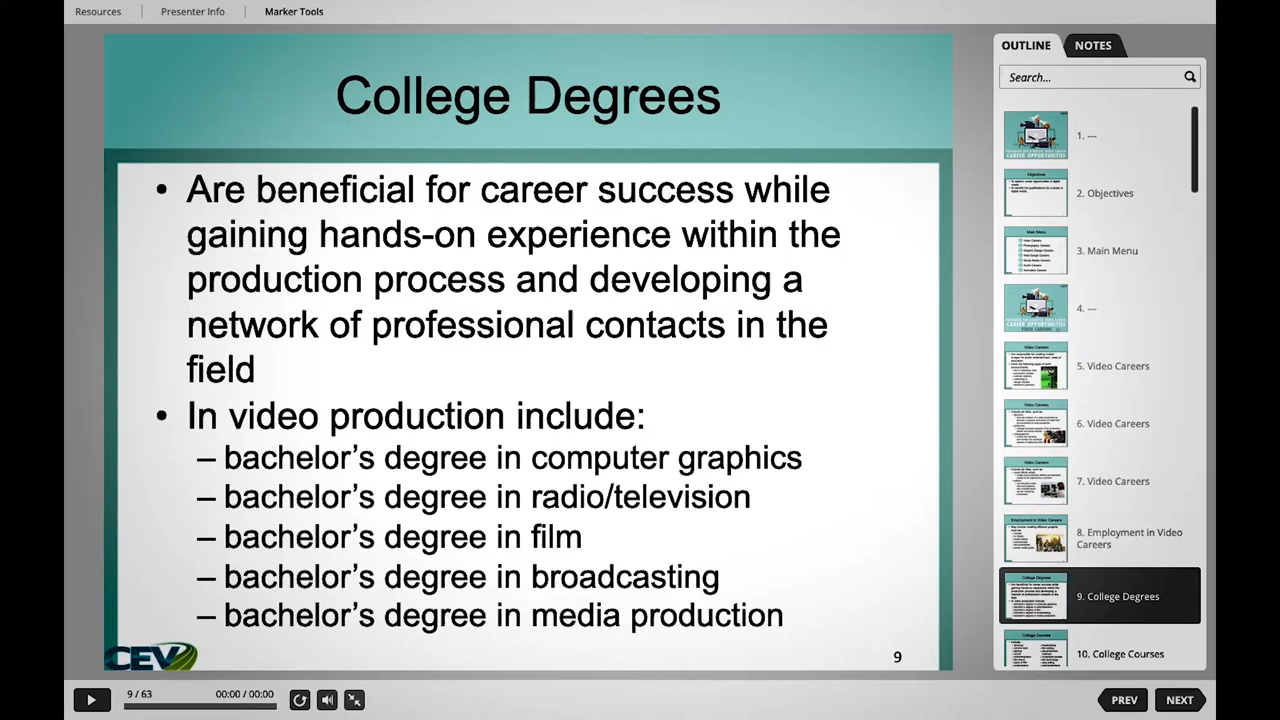 Resources
Presenter Info
Marker Tools
College Degrees
• Are beneficial for career success while
gaining hands-on experience within the
production process and developing a
network of professional contacts in the
field
• In video production include:
– bachelor's degree in computer graphics
– bachelor's degree in radio/television
– bachelor's degree in film
– bachelor's degree in broadcasting
– bachelor's degree in media production
CEV
9
OUTLINE
NOTES
Search...
1. ---
2. Objectives
3. Main Menu
4. ---
5. Video Careers
6. Video Careers
7. Video Careers
8. Employment in Video
Careers
9. College Degrees
10. College Courses
9 / 63
00:00 / 00:00
PREV
NEXT